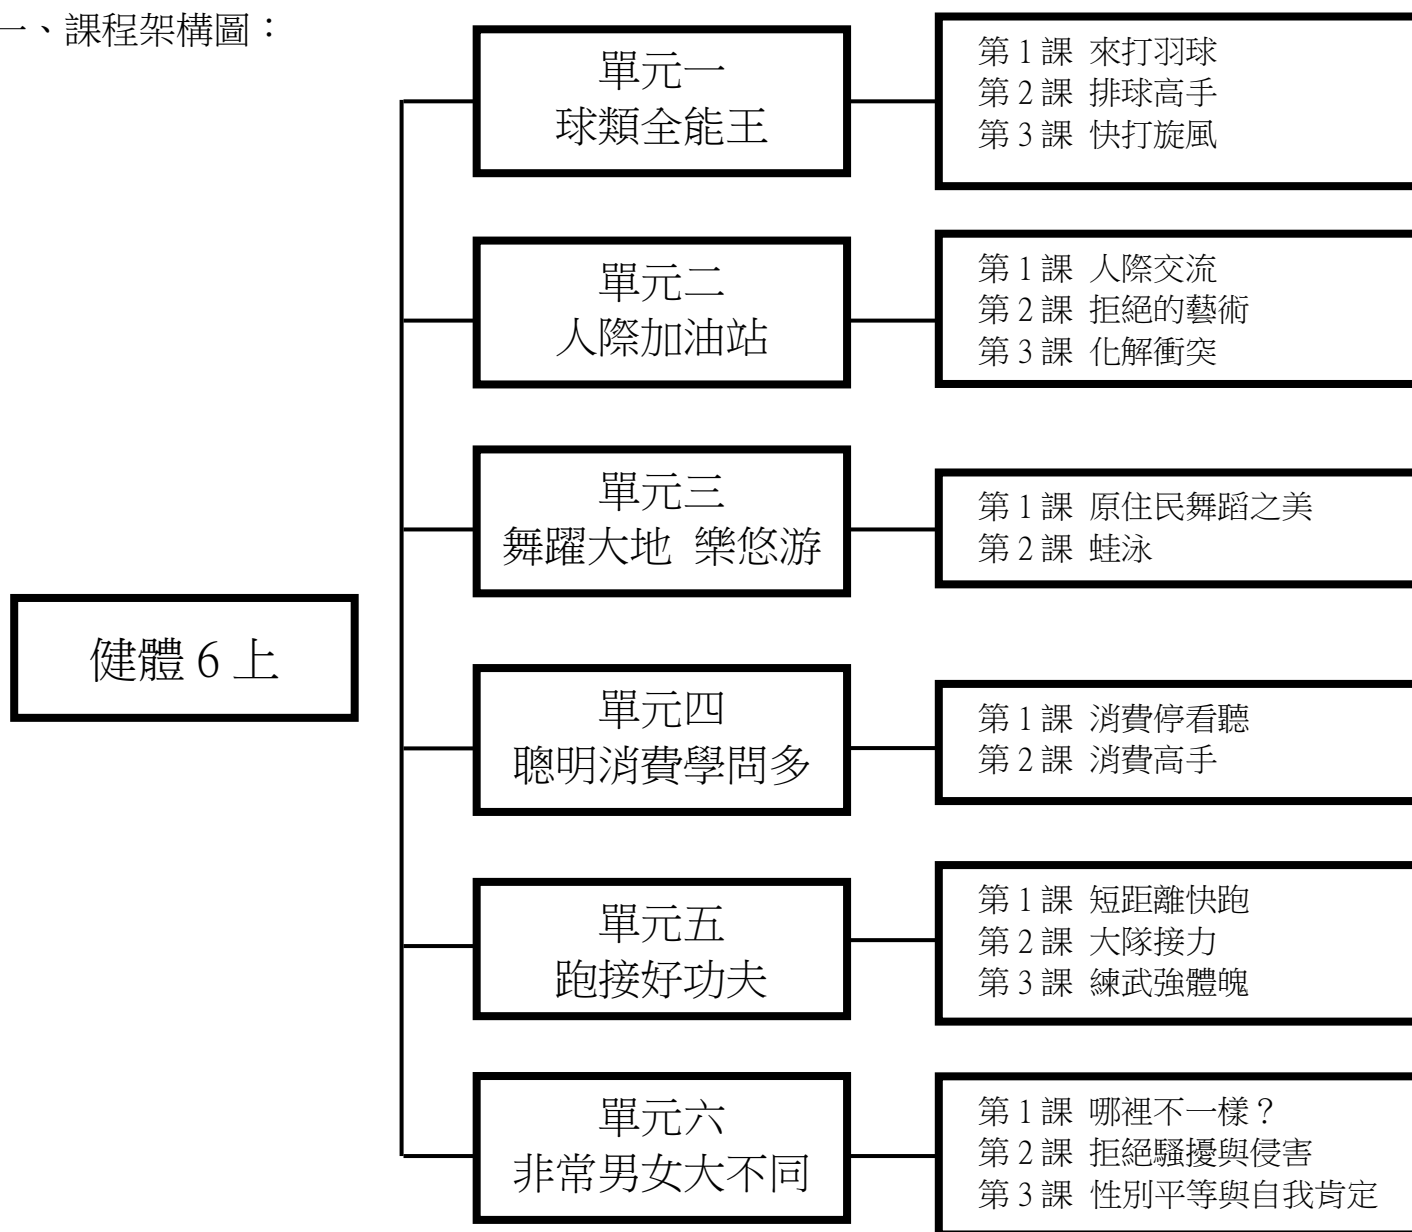 一、課程架構圖：
健體 6 上
單元一
球類全能王
第 1 課 來打羽球
第 2 課 排球高手
第 3 課 快打旋風
單元二
人際加油站
第 1 課 人際交流
第 2 課 拒絕的藝術
第 3 課 化解衝突
單元三
舞躍大地 樂悠游
第 1 課 原住民舞蹈之美
第 2 課 蛙泳
單元四
聰明消費學問多
第 1 課 消費停看聽
第 2 課 消費高手
單元五
跑接好功夫
第 1 課 短距離快跑
第 2 課 大隊接力
第 3 課 練武強體魄
單元六
非常男女大不同
第 1 課 哪裡不一樣？
第 2 課 拒絕騷擾與侵害
第 3 課 性別平等與自我肯定